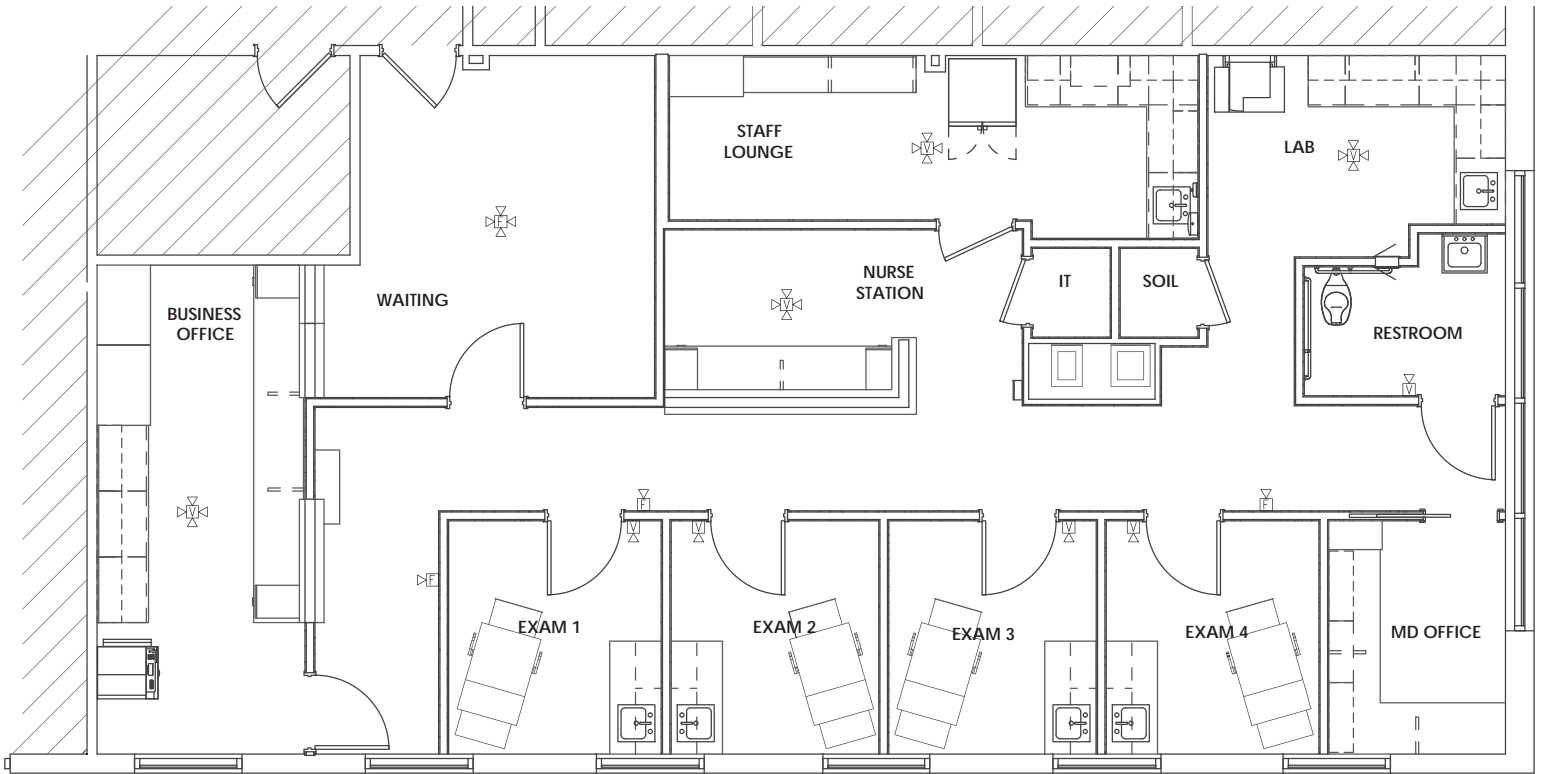 STAFF
LOUNGE
LAB
F
V
V
WAITING
BUSINESS
OFFICE
NURSE
STATION
V
IT
SOIL
RESTROOM
V
V
F
F
V
V
V
V
F
EXAM 1
EXAM 2
EXAM 3
EXAM 4
MD OFFICE